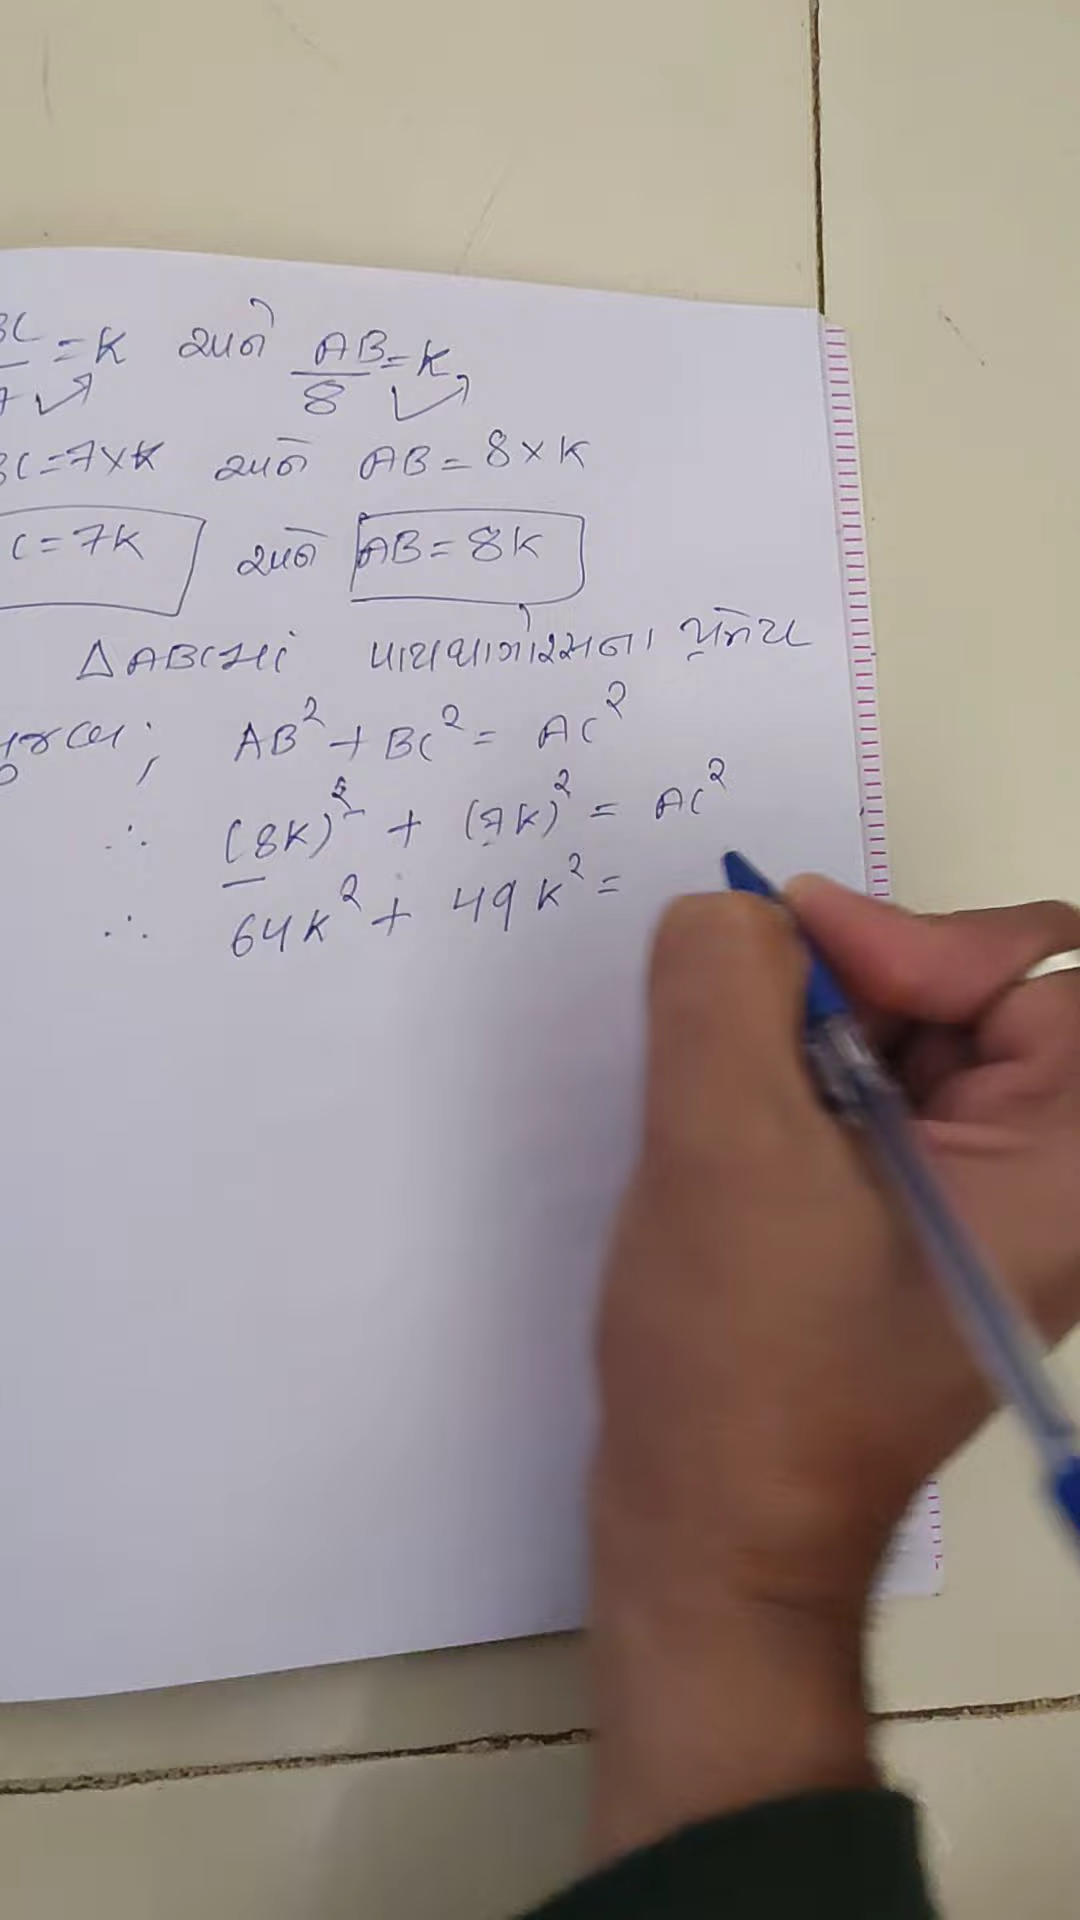 BC/7 = K અને AB/8 = K
BC = 7 × K અને AB = 8 × K
C = 7K અને AB = 8K
ΔABCમાં પાયથાગોરસના પ્રમેય
મુજબ; AB² + BC² = AC²
∴ (8K)² + (7K)² = AC²
∴ 64K² + 49K² =